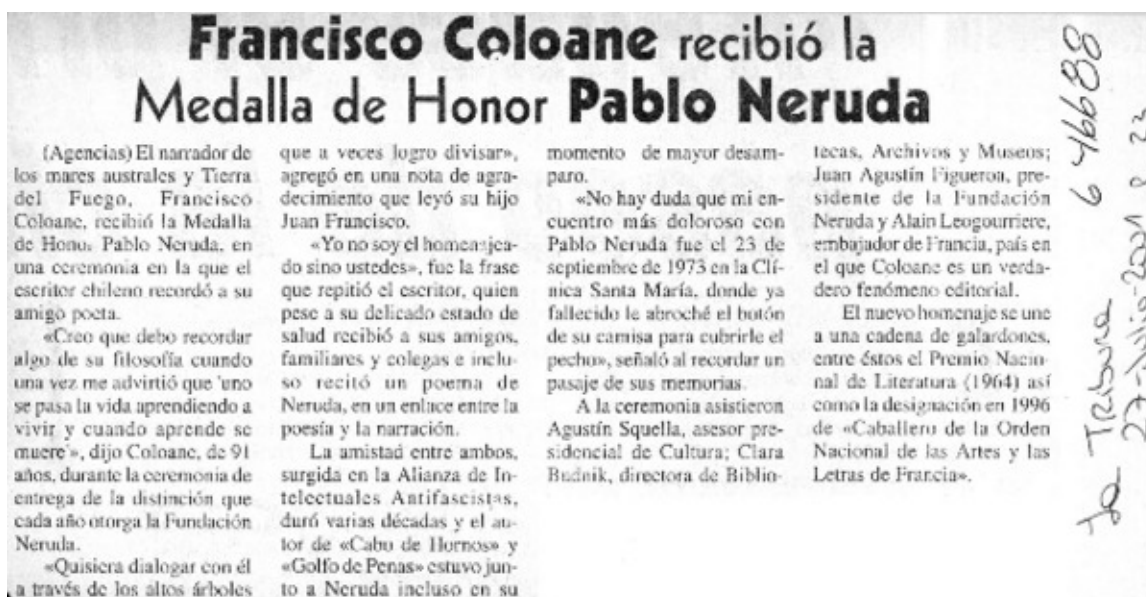 Francisco Coloane recibió la
Medalla de Honor Pablo Neruda
(Agencias) El narrador de
los mares australes y Tierra
del Fuego, Francisco
Coloane, recibió la Medalla
de Hono. Pablo Neruda, en
una ceremonia en la que el
escritor chileno recordó a su
amigo poeta.
«Creo que debo recordar
algo de su filosofía cuando
una vez me advirtió que 'uno
se pasa la vida aprendiendo a
vivir y cuando aprende se
muere'», dijo Coloane, de 91
años, durante la ceremonia de
entrega de la distinción que
cada año otorga la Fundación
Neruda.
«Quisiera dialogar con él
a través de los altos árboles
que a veces logro divisar»,
agregó en una nota de agra-
decimiento que leyó su hijo
Juan Francisco.
«Yo no soy el homenajea-
do sino ustedes», fue la frase
que repitió el escritor, quien
pese a su delicado estado de
salud recibió a sus amigos,
familiares y colegas e inclu-
so recitó un poema de
Neruda, en un enlace entre la
poesía y la narración.
La amistad entre ambos,
surgida en la Alianza de In-
telectuales Antifascistas,
duró varias décadas y el au-
tor de «Cabo de Hornos» y
«Golfo de Penas» estuvo jun-
to a Neruda incluso en su
momento de mayor desam-
paro.
«No hay duda que mi en-
cuentro más doloroso con
Pablo Neruda fue el 23 de
septiembre de 1973 en la Clí-
nica Santa María, donde ya
fallecido le abroché el botón
de su camisa para cubrirle el
pecho», señaló al recordar un
pasaje de sus memorias.
A la ceremonia asistieron
Agustín Squella, asesor pre-
sidencial de Cultura; Clara
Budnik, directora de Biblio-
tecas, Archivos y Museos;
Juan Agustín Figueroa, pre-
sidente de la Fundación
Neruda y Alain Leogourriere,
embajador de Francia, país en
el que Coloane es un verda-
dero fenómeno editorial.
El nuevo homenaje se une
a una cadena de galardones,
entre éstos el Premio Nacio-
nal de Literatura (1964) así
como la designación en 1996
de «Caballero de la Orden
Nacional de las Artes y las
Letras de Francia».
La Tribuna 6 46688